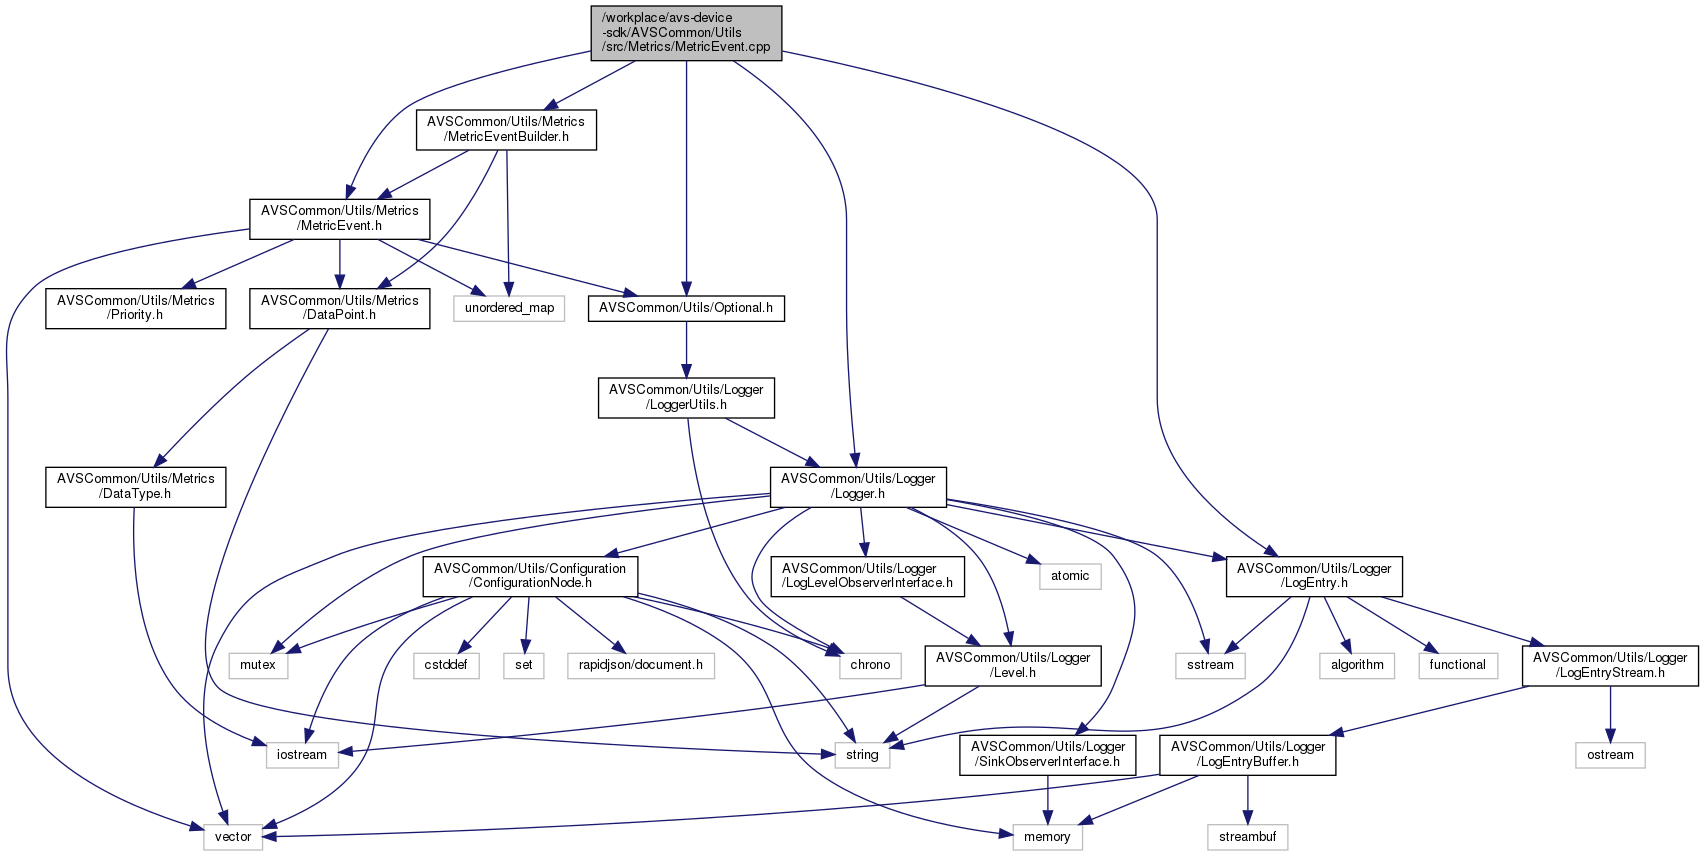 /workplace/avs-device
-sdk/AVSCommon/Utils
/src/Metrics/MetricEvent.cpp
AVSCommon/Utils/Metrics
/MetricEventBuilder.h
AVSCommon/Utils/Metrics
/MetricEvent.h
AVSCommon/Utils/Metrics
/Priority.h
AVSCommon/Utils/Metrics
/DataPoint.h
unordered_map
AVSCommon/Utils/Optional.h
AVSCommon/Utils/Logger
/LoggerUtils.h
AVSCommon/Utils/Metrics
/DataType.h
AVSCommon/Utils/Logger
/Logger.h
AVSCommon/Utils/Configuration
/ConfigurationNode.h
AVSCommon/Utils/Logger
/LogLevelObserverInterface.h
atomic
AVSCommon/Utils/Logger
/LogEntry.h
mutex
cstddef
set
rapidjson/document.h
chrono
AVSCommon/Utils/Logger
/Level.h
sstream
algorithm
functional
AVSCommon/Utils/Logger
/LogEntryStream.h
iostream
string
AVSCommon/Utils/Logger
/SinkObserverInterface.h
AVSCommon/Utils/Logger
/LogEntryBuffer.h
ostream
vector
memory
streambuf